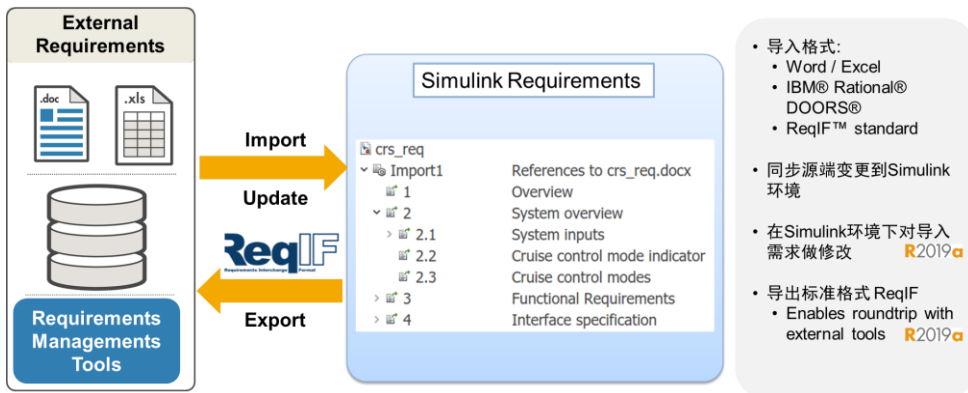 External
Requirements
.doc
.xls
Requirements
Managements
Tools
Import
Update
ReqIF
Requirements Interchange Format
Export
Simulink Requirements
crs_req
Import1 References to crs_req.docx
1 Overview
2 System overview
2.1 System inputs
2.2 Cruise control mode indicator
2.3 Cruise control modes
3 Functional Requirements
4 Interface specification
• 导入格式:
• Word / Excel
• IBM® Rational®
DOORS®
• ReqIF™ standard
• 同步源端变更到Simulink
环境
• 在Simulink环境下对导入
需求做修改 R2019a
• 导出标准格式 ReqIF
• Enables roundtrip with
external tools R2019a